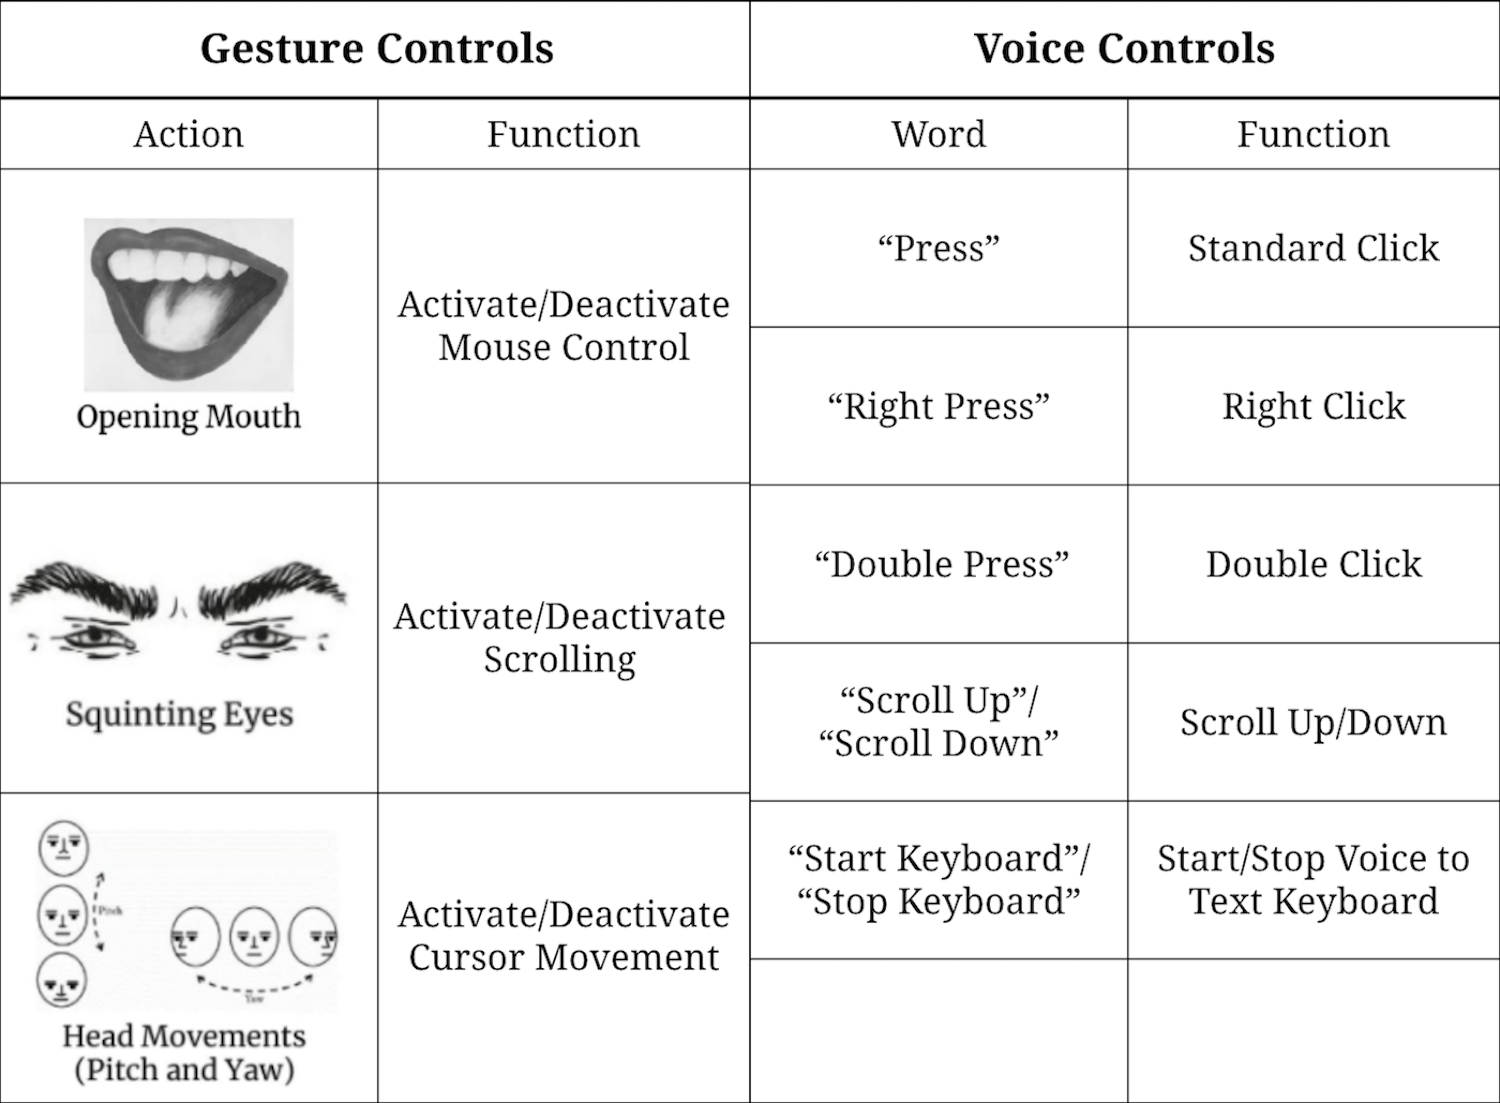 Gesture Controls
Voice Controls
Action
Function
Word
Function
Opening Mouth
Activate/Deactivate
Mouse Control
“Press”
Standard Click
“Right Press”
Right Click
Squinting Eyes
Activate/Deactivate
Scrolling
“Double Press”
Double Click
“Scroll Up”/
“Scroll Down”
Scroll Up/Down
Pitch
Yaw
Head Movements
(Pitch and Yaw)
Activate/Deactivate
Cursor Movement
“Start Keyboard”/
“Stop Keyboard”
Start/Stop Voice to
Text Keyboard